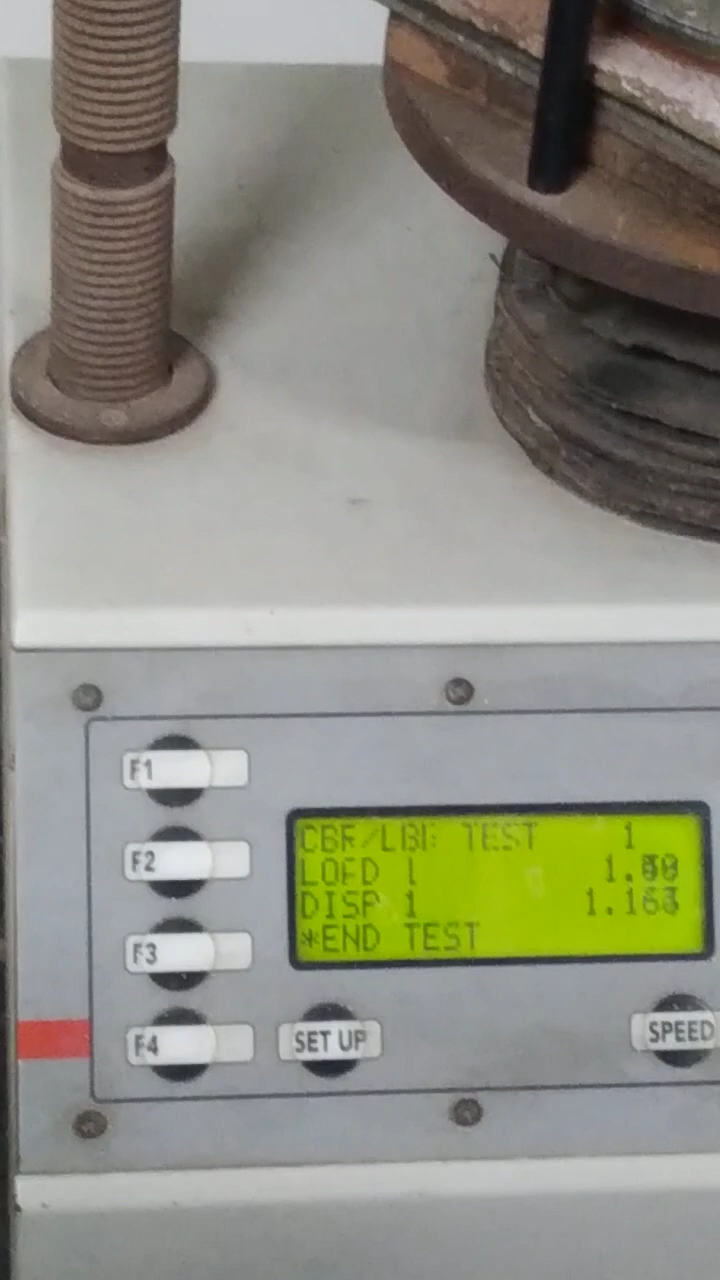 F1
F2
F3
F4
CBR/LBR TEST 1
LOAD 1
DISP 1
*END TEST
SET UP
SPEED